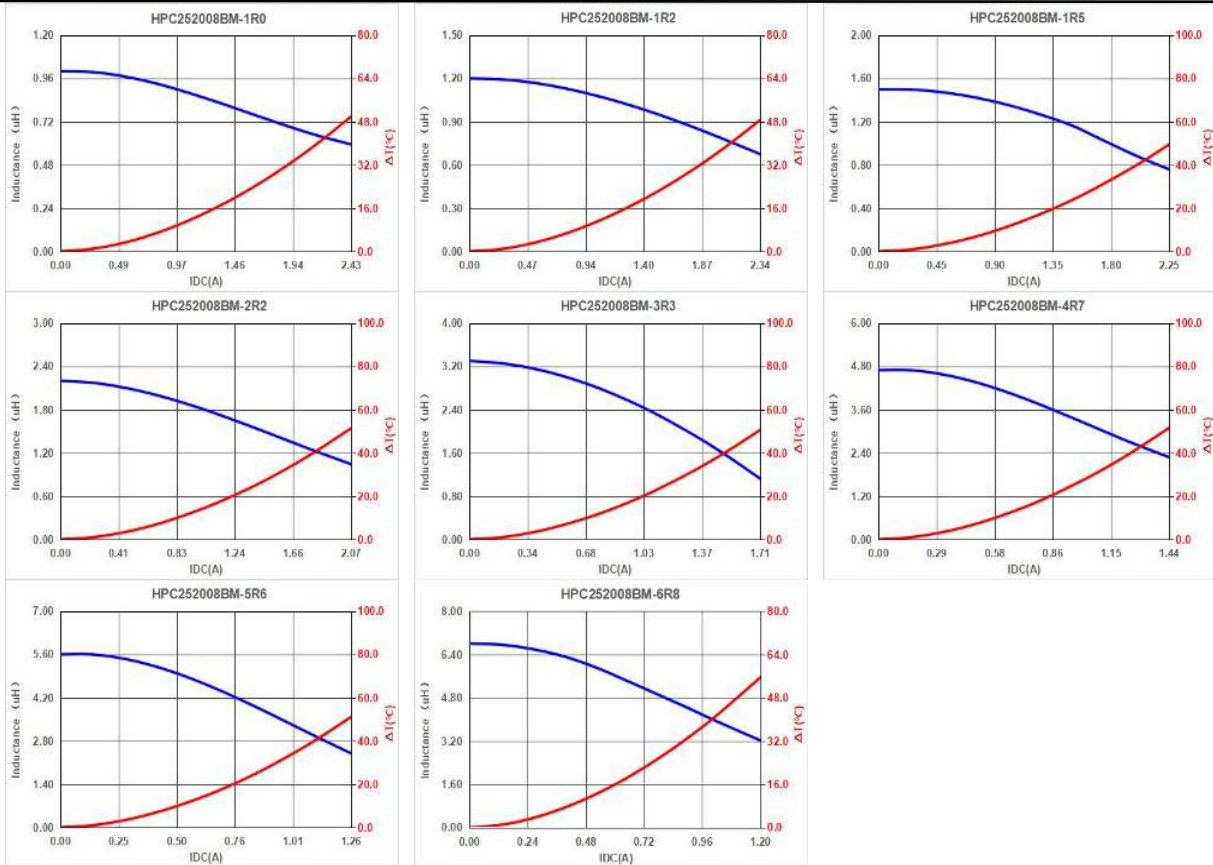 HPC252008BM-1R0
1.20
0.96
0.72
0.48
0.24
0.00
Inductance (uH)
80.0
64.0
48.0
32.0
16.0
0.0
ΔT(℃)
0.00 0.49 0.97 1.46 1.94 2.43
IDC(A)
HPC252008BM-1R2
1.50
1.20
0.90
0.60
0.30
0.00
Inductance (uH)
80.0
64.0
48.0
32.0
16.0
0.0
ΔT(℃)
0.00 0.47 0.94 1.40 1.87 2.34
IDC(A)
HPC252008BM-1R5
2.00
1.60
1.20
0.80
0.40
0.00
Inductance (uH)
100.0
80.0
60.0
40.0
20.0
0.0
ΔT(℃)
0.00 0.45 0.90 1.35 1.80 2.25
IDC(A)
HPC252008BM-2R2
3.00
2.40
1.80
1.20
0.60
0.00
Inductance (uH)
100.0
80.0
60.0
40.0
20.0
0.0
ΔT(℃)
0.00 0.41 0.83 1.24 1.66 2.07
IDC(A)
HPC252008BM-3R3
4.00
3.20
2.40
1.60
0.80
0.00
Inductance (uH)
100.0
80.0
60.0
40.0
20.0
0.0
ΔT(℃)
0.00 0.34 0.68 1.03 1.37 1.71
IDC(A)
HPC252008BM-4R7
6.00
4.80
3.60
2.40
1.20
0.00
Inductance (uH)
100.0
80.0
60.0
40.0
20.0
0.0
ΔT(℃)
0.00 0.29 0.58 0.86 1.15 1.44
IDC(A)
HPC252008BM-5R6
7.00
5.60
4.20
2.80
1.40
0.00
Inductance (uH)
100.0
80.0
60.0
40.0
20.0
0.0
ΔT(℃)
0.00 0.25 0.50 0.76 1.01 1.26
IDC(A)
HPC252008BM-6R8
8.00
6.40
4.80
3.20
1.60
0.00
Inductance (uH)
80.0
64.0
48.0
32.0
16.0
0.0
ΔT(℃)
0.00 0.24 0.48 0.72 0.96 1.20
IDC(A)